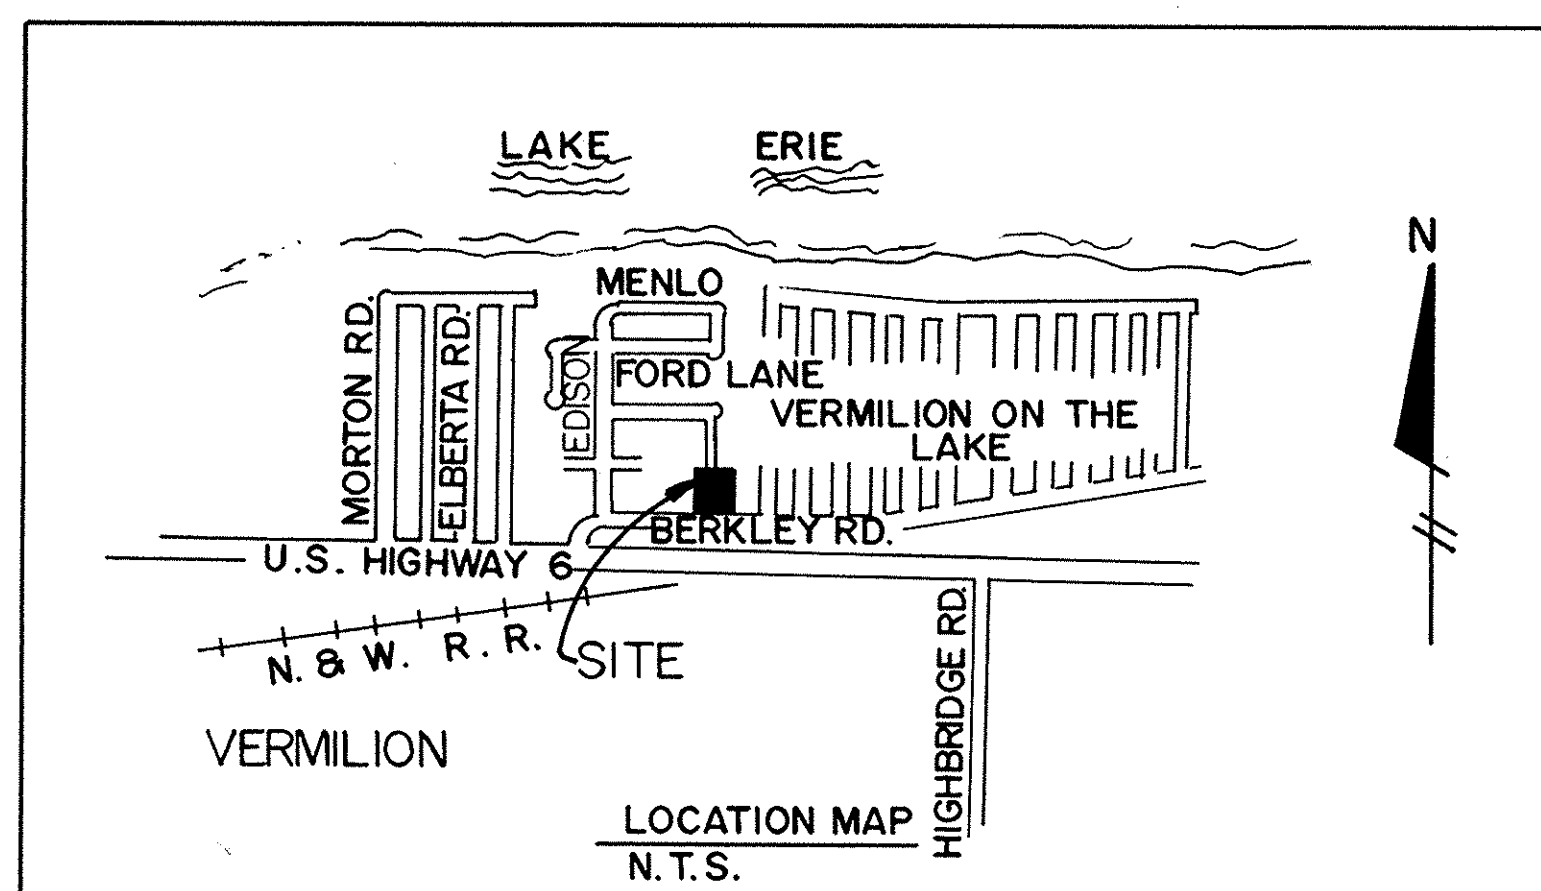 LAKE ERIE
N
MENLO
MORTON RD.
ELBERTA RD.
EDISON
FORD LANE
VERMILION ON THE
LAKE
BERKLEY RD.
U.S. HIGHWAY 6
N. & W. R. R.
SITE
HIGHBRIDGE RD.
VERMILION
LOCATION MAP
N.T.S.